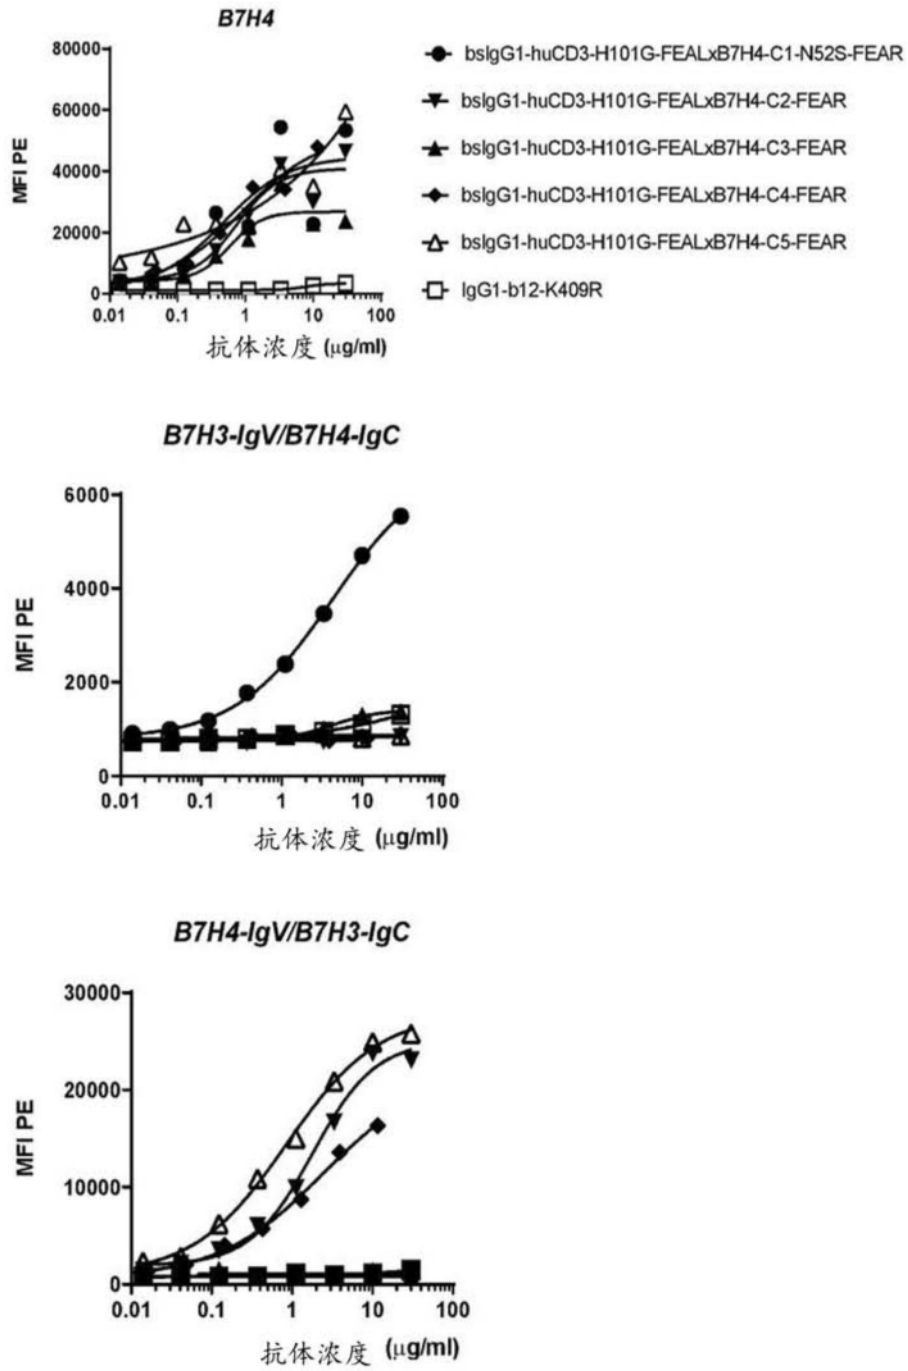 B7H4
80000
60000
40000
20000
0
MFI PE
0.01 0.1 1 10 100
抗体浓度 (μg/ml)
bsIgG1-huCD3-H101G-FEALxB7H4-C1-N52S-FEAR
bsIgG1-huCD3-H101G-FEALxB7H4-C2-FEAR
bsIgG1-huCD3-H101G-FEALxB7H4-C3-FEAR
bsIgG1-huCD3-H101G-FEALxB7H4-C4-FEAR
bsIgG1-huCD3-H101G-FEALxB7H4-C5-FEAR
IgG1-b12-K409R
B7H3-IgV/B7H4-IgC
6000
4000
2000
0
MFI PE
0.01 0.1 1 10 100
抗体浓度 (μg/ml)
B7H4-IgV/B7H3-IgC
30000
20000
10000
0
MFI PE
0.01 0.1 1 10 100
抗体浓度 (μg/ml)